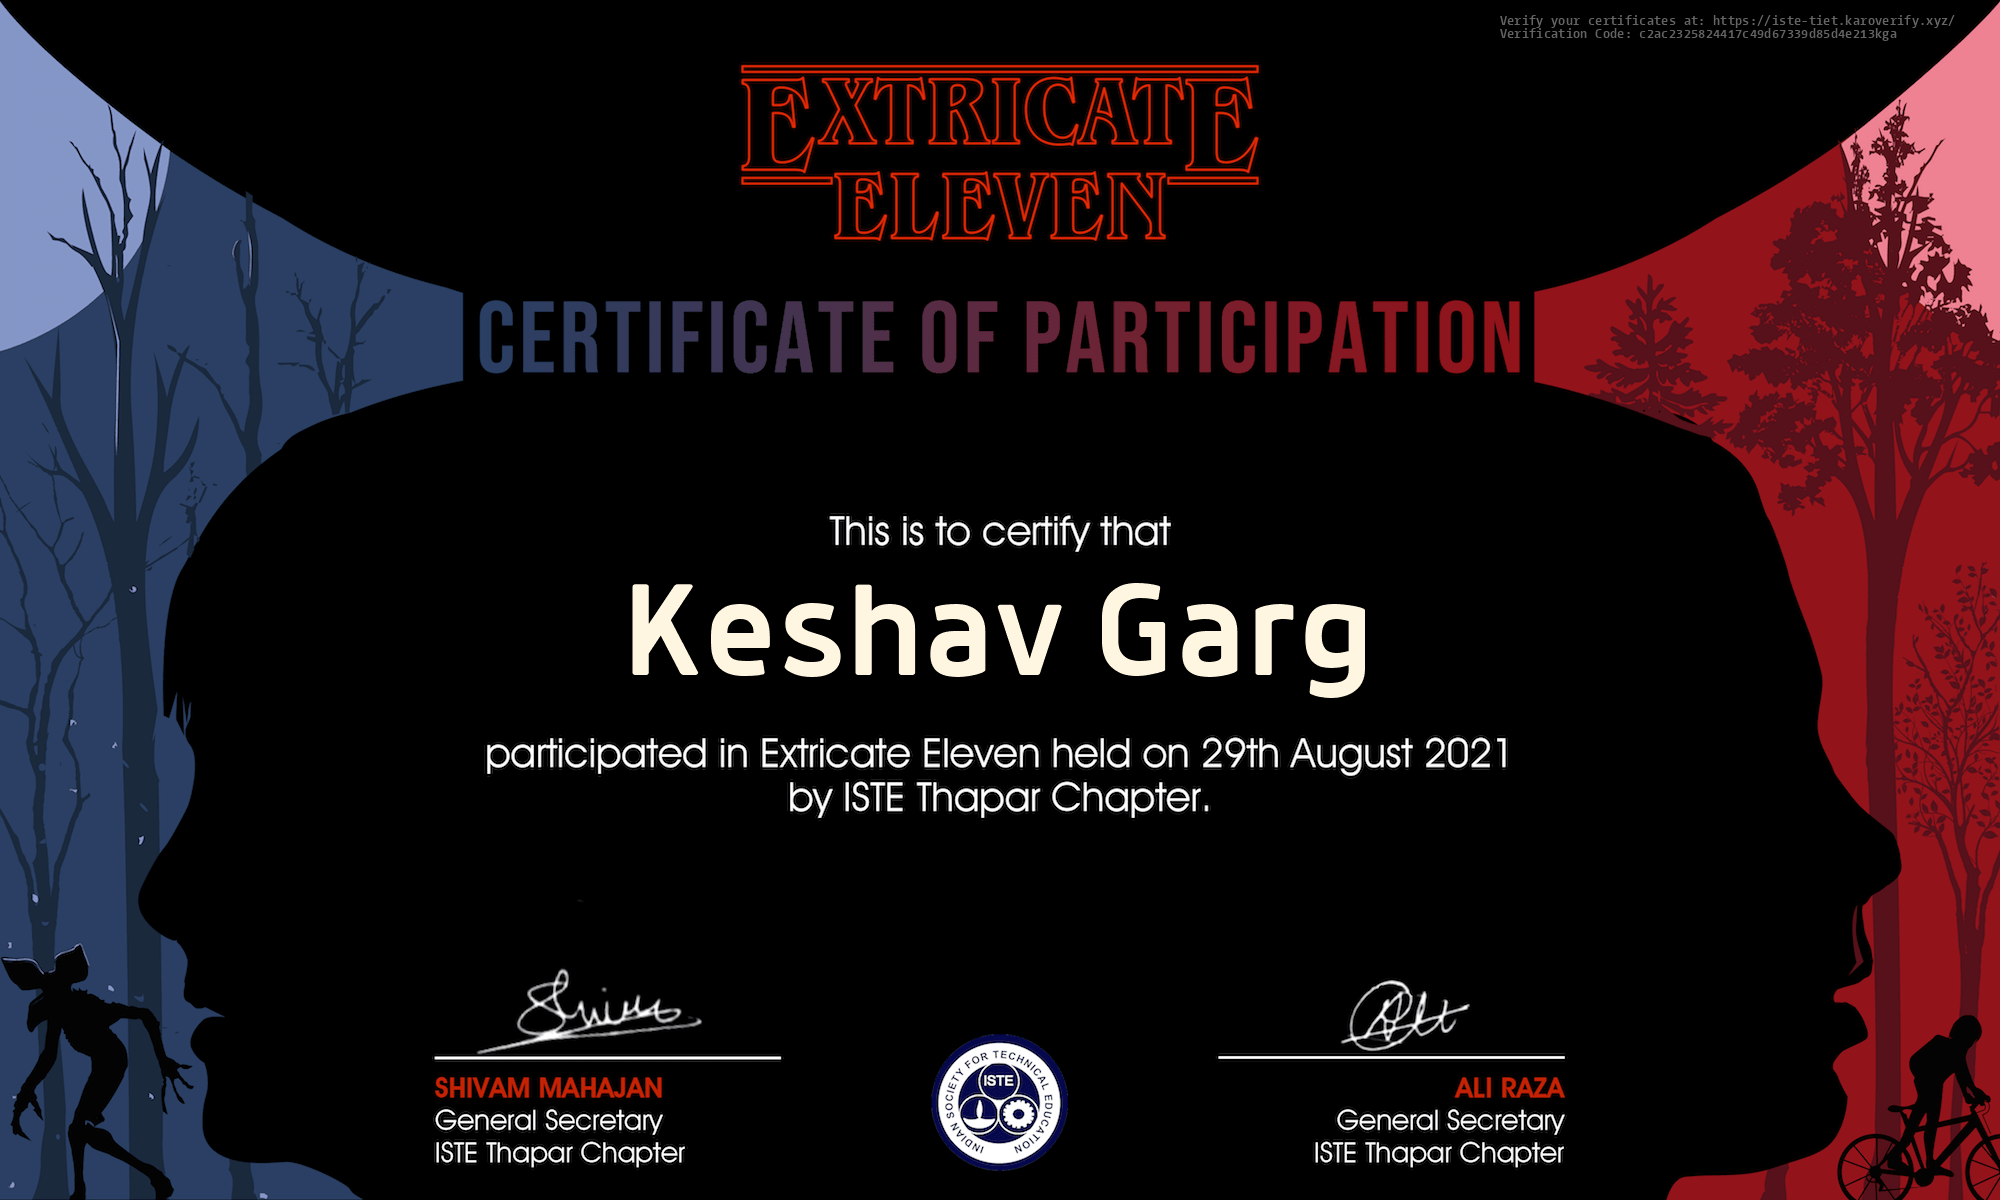 Verify your certificates at: https://iste-tiet.karoverify.xyz/
Verification Code: c2ac2325824417c49d67339d85d4e213kga
EXTRICATE
ELEVEN
CERTIFICATE OF PARTICIPATION
This is to certify that
Keshav Garg
participated in Extricate Eleven held on 29th August 2021
by ISTE Thapar Chapter.
SHIVAM MAHAJAN
General Secretary
ISTE Thapar Chapter
INDIAN SOCIETY FOR TECHNICAL EDUCATION
ISTE
ALI RAZA
General Secretary
ISTE Thapar Chapter